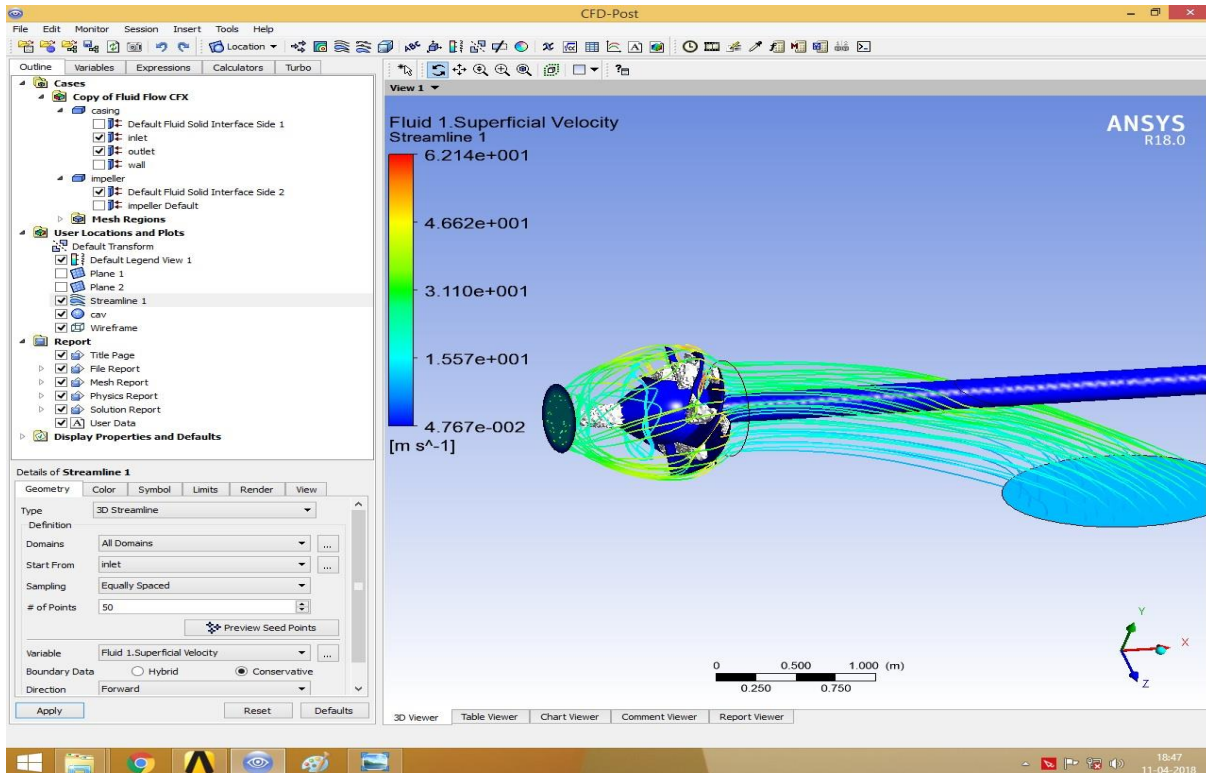 CFD-Post
File Edit Monitor Session Insert Tools Help
Location
Outline Variables Expressions Calculators Turbo
Cases
Copy of Fluid Flow CFX
casing
Default Fluid Solid Interface Side 1
inlet
outlet
wall
impeller
Default Fluid Solid Interface Side 2
impeller Default
Mesh Regions
User Locations and Plots
Default Transform
Default Legend View 1
Plane 1
Plane 2
Streamline 1
cav
Wireframe
Report
Title Page
File Report
Mesh Report
Physics Report
Solution Report
User Data
Display Properties and Defaults
Details of Streamline 1
Geometry Color Symbol Limits Render View
Type 3D Streamline
Definition
Domains All Domains ...
Start From inlet ...
Sampling Equally Spaced
# of Points 50
Preview Seed Points
Variable Fluid 1.Superficial Velocity ...
Boundary Data Hybrid Conservative
Direction Forward
Apply Reset Defaults
View 1
Fluid 1.Superficial Velocity
Streamline 1
6.214e+001
4.662e+001
3.110e+001
1.557e+001
4.767e-002
[m s^-1]
ANSYS
R18.0
Y
X
Z
0 0.500 1.000 (m)
0.250 0.750
3D Viewer Table Viewer Chart Viewer Comment Viewer Report Viewer
18:47
11-04-2018